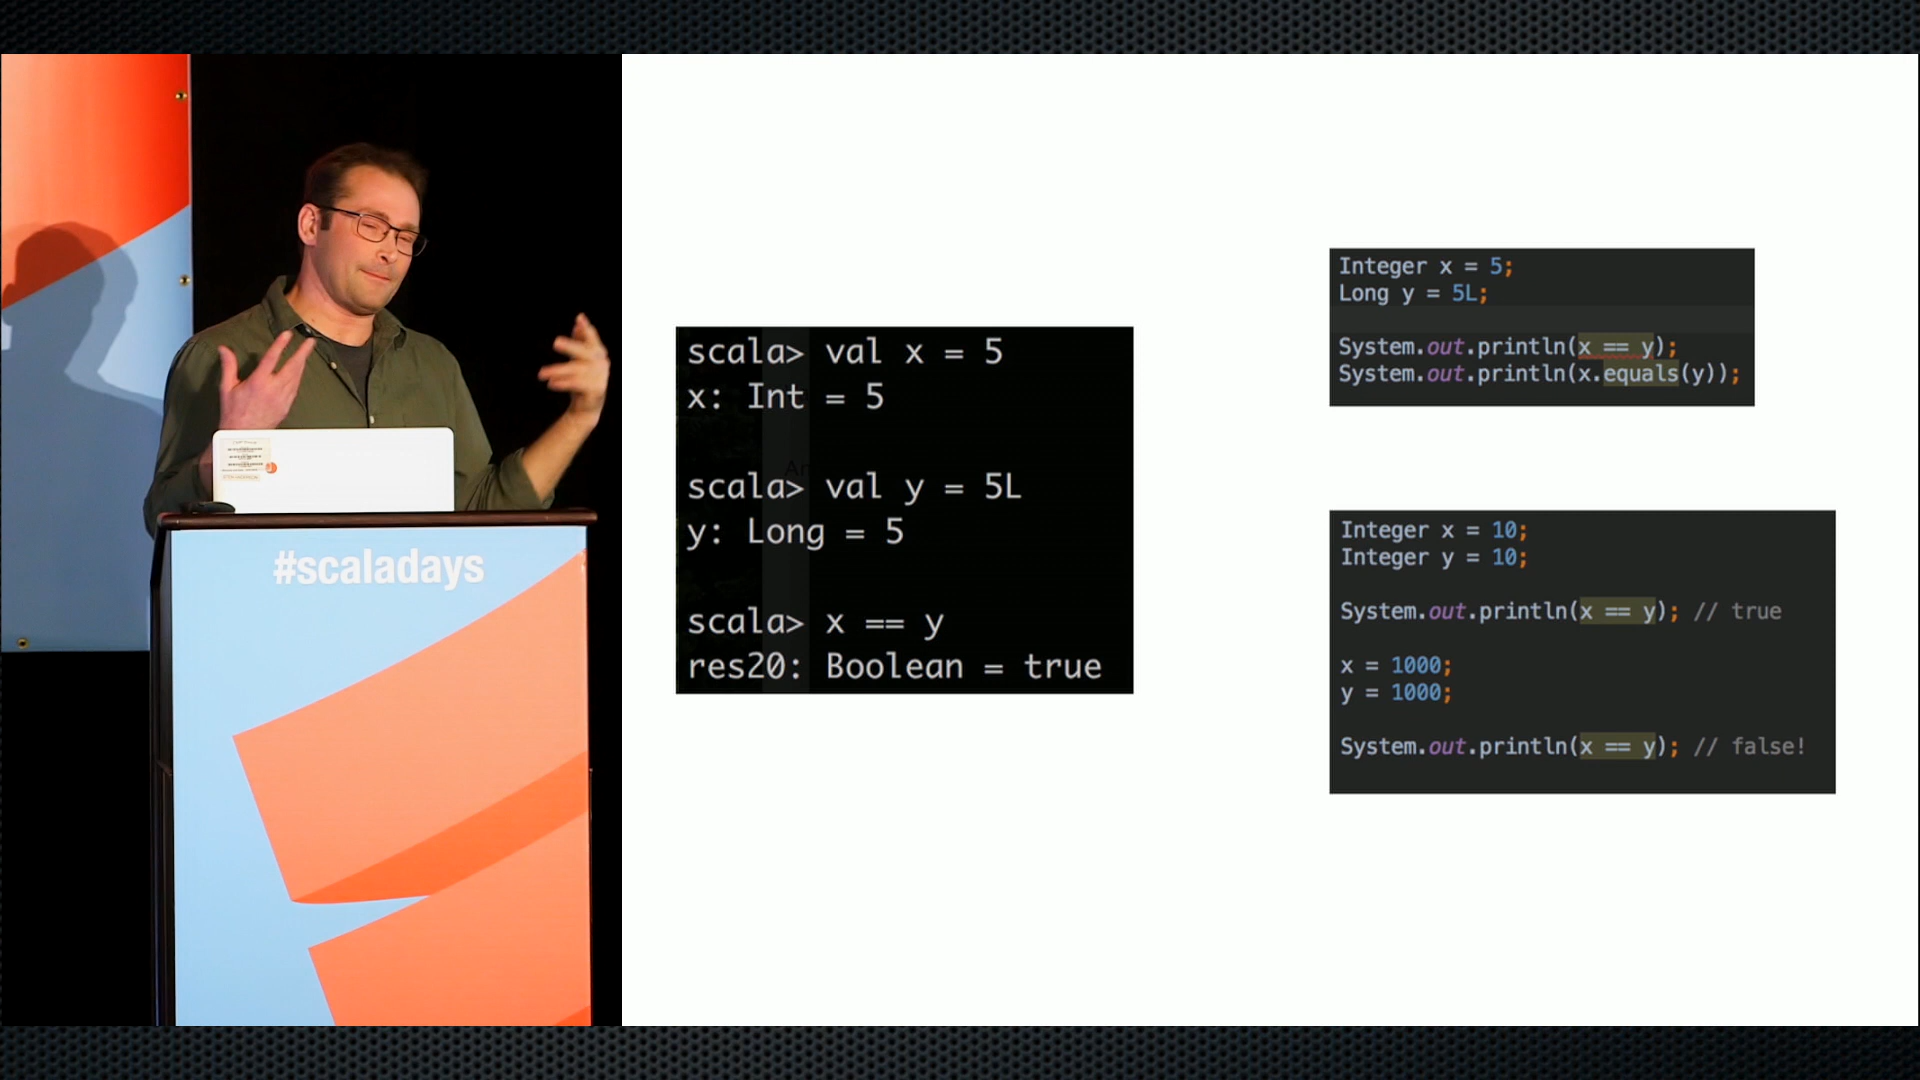 #scaladays
scala> val x = 5
x: Int = 5
scala> val y = 5L
y: Long = 5
scala> x == y
res20: Boolean = true
Integer x = 5;
Long y = 5L;
System.out.println(x == y);
System.out.println(x.equals(y));
Integer x = 10;
Integer y = 10;
System.out.println(x == y); // true
x = 1000;
y = 1000;
System.out.println(x == y); // false!